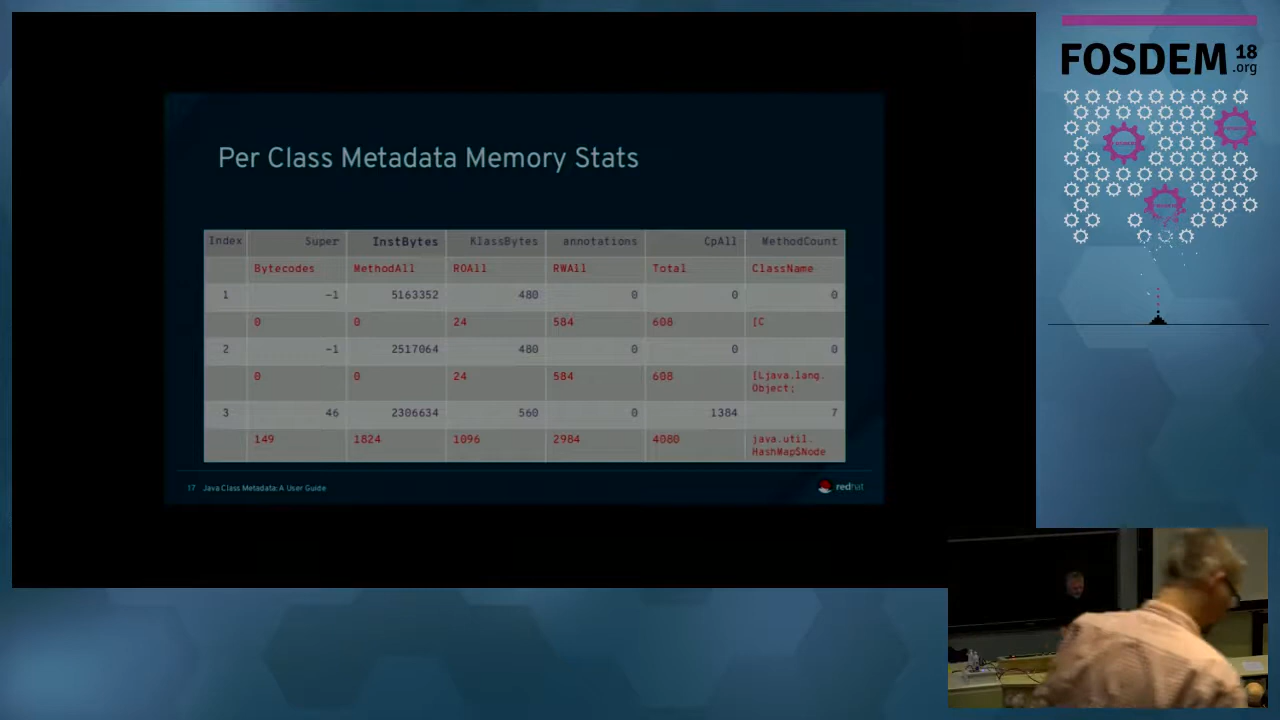 FOSDEM 18
.org
Per Class Metadata Memory Stats
Index Super InstBytes KlassBytes annotations CpAll MethodCount
Bytecodes MethodAll ROAll RWAll Total ClassName
1 -1 5163352 480 0 0 0
0 0 24 584 608 [C
2 -1 2517064 480 0 0 0
0 0 24 584 608 [Ljava.lang.
Object;
3 46 2306634 560 0 1384 7
149 1824 1096 2984 4080 java.util.
HashMap$Node
17 Java Class Metadata: A User Guide
redhat